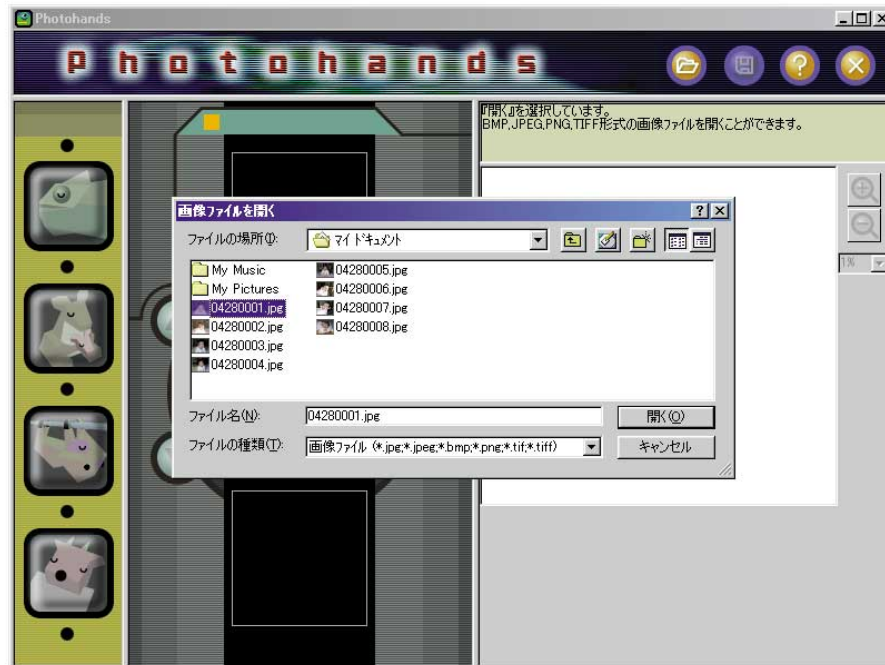 Photohands
Photohands
『開く』を選択しています。
BMP,JPEG,PNG,TIFF形式の画像ファイルを開くことができます。
画像ファイルを開く
ファイルの場所(I):
マイ ドキュメント
My Music
My Pictures
04280001.jpg
04280002.jpg
04280003.jpg
04280004.jpg
04280005.jpg
04280006.jpg
04280007.jpg
04280008.jpg
1%
ファイル名(N):
04280001.jpg
開く(O)
ファイルの種類(T):
画像ファイル (*.jpg;*.jpeg;*.bmp;*.png;*.tif;*.tiff)
キャンセル